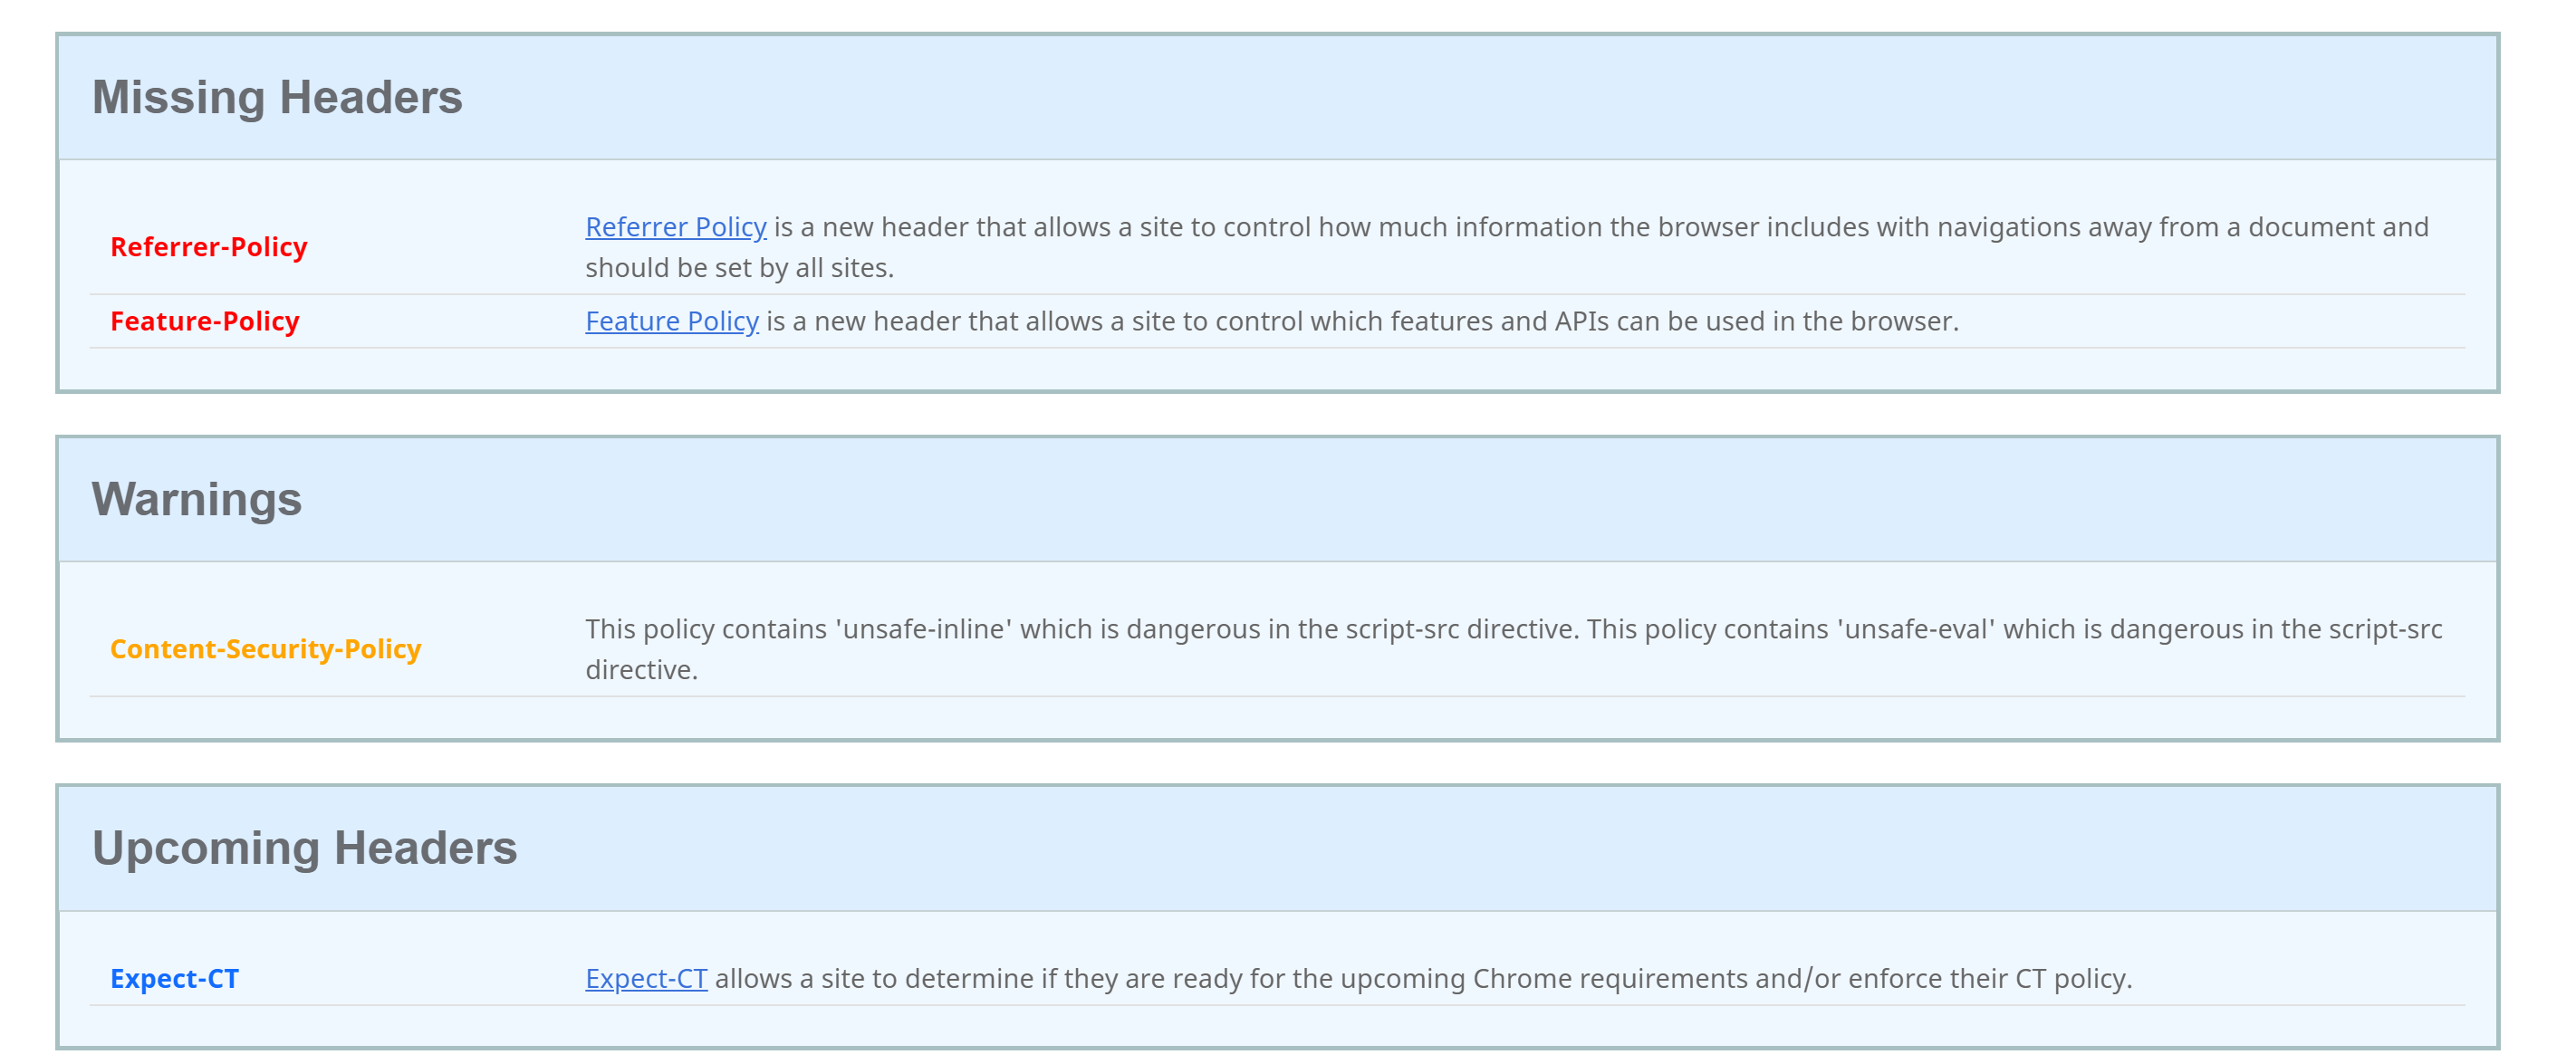 Missing Headers
Referrer-Policy
Referrer Policy is a new header that allows a site to control how much information the browser includes with navigations away from a document and
should be set by all sites.
Feature-Policy
Feature Policy is a new header that allows a site to control which features and APIs can be used in the browser.
Warnings
Content-Security-Policy
This policy contains 'unsafe-inline' which is dangerous in the script-src directive. This policy contains 'unsafe-eval' which is dangerous in the script-src
directive.
Upcoming Headers
Expect-CT
Expect-CT allows a site to determine if they are ready for the upcoming Chrome requirements and/or enforce their CT policy.